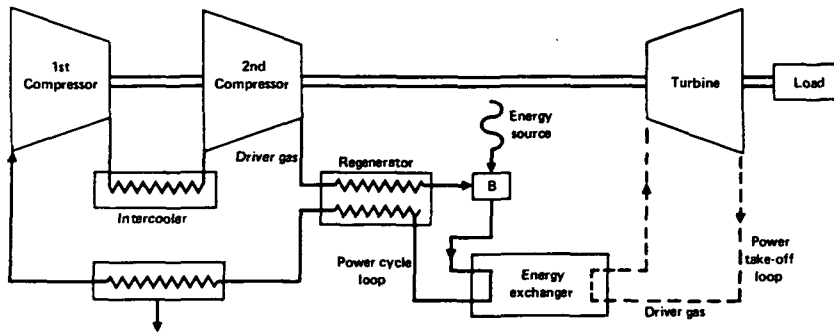 1st
Compressor
2nd
Compressor
Turbine
Load
Energy
source
Driver gas
Regenerator
B
Intercooler
Power cycle
loop
Energy
exchanger
Power
take-off
loop
Driver gas